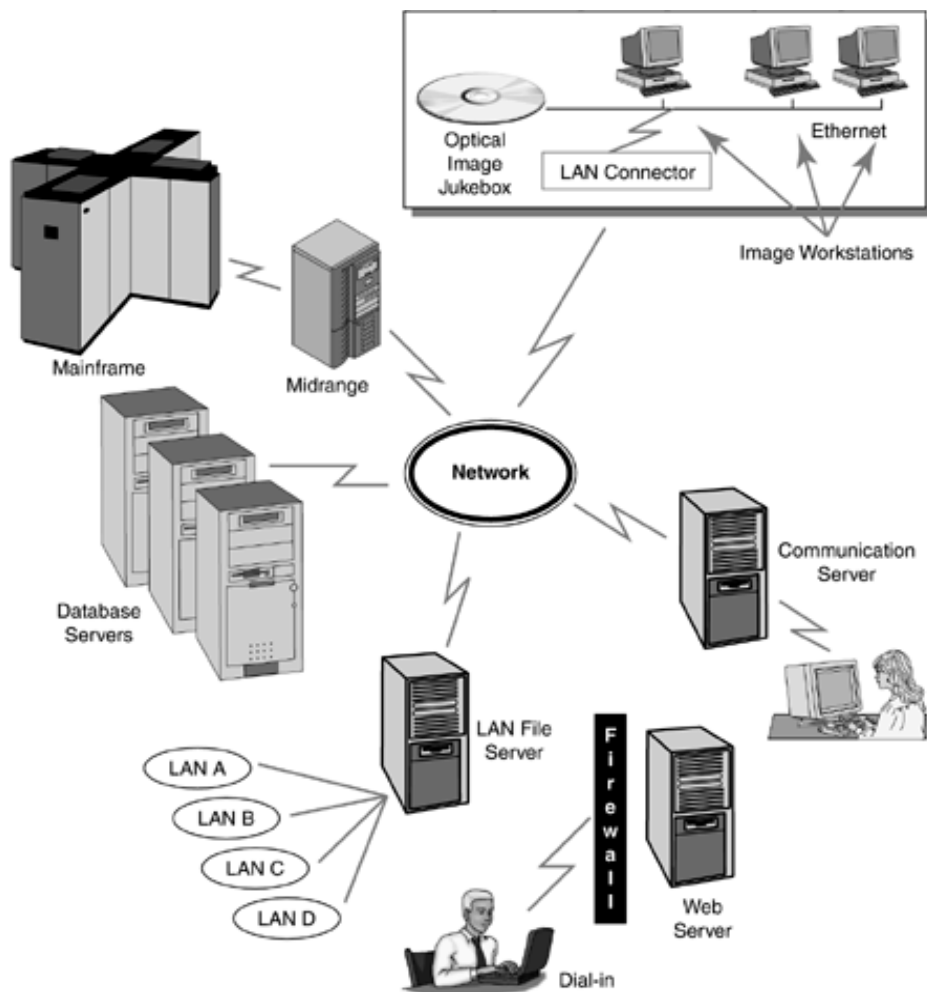 Optical
Image
Jukebox
LAN Connector
Ethernet
Image Workstations
Mainframe
Midrange
Network
Database
Servers
Communication
Server
LAN File
Server
LAN A
LAN B
LAN C
LAN D
Firewall
Web
Server
Dial-in